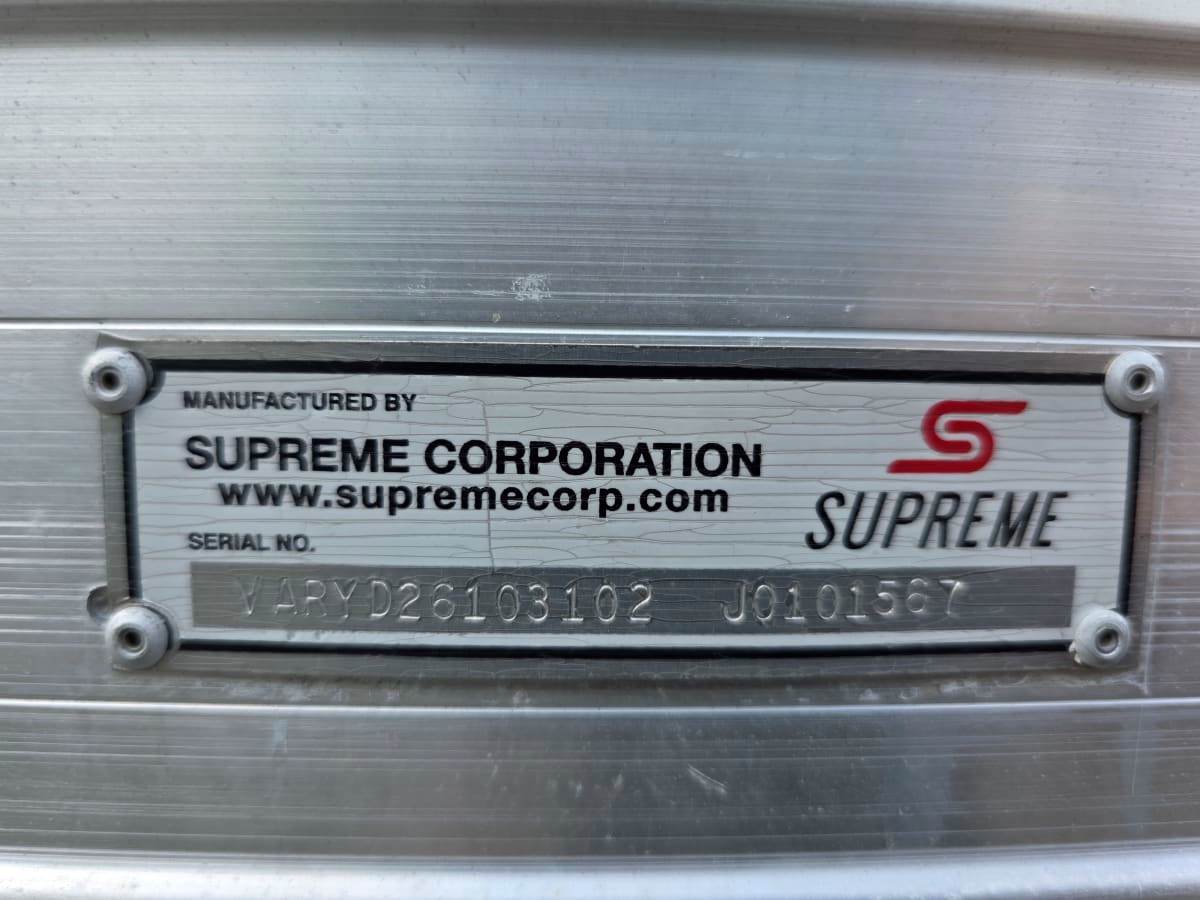 MANUFACTURED BY
SUPREME CORPORATION
www.supremecorp.com
SUPREME
SERIAL NO.
VARYD26103102 J0101567